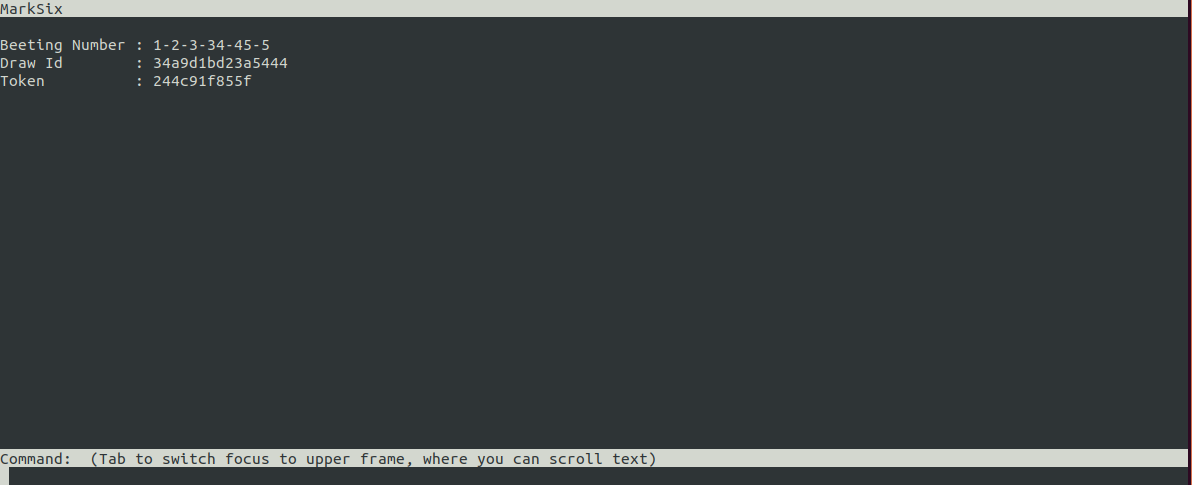 MarkSix
Beeting Number : 1-2-3-34-45-5
Draw Id        : 34a9d1bd23a5444
Token          : 244c91f855f
Command:  (Tab to switch focus to upper frame, where you can scroll text)